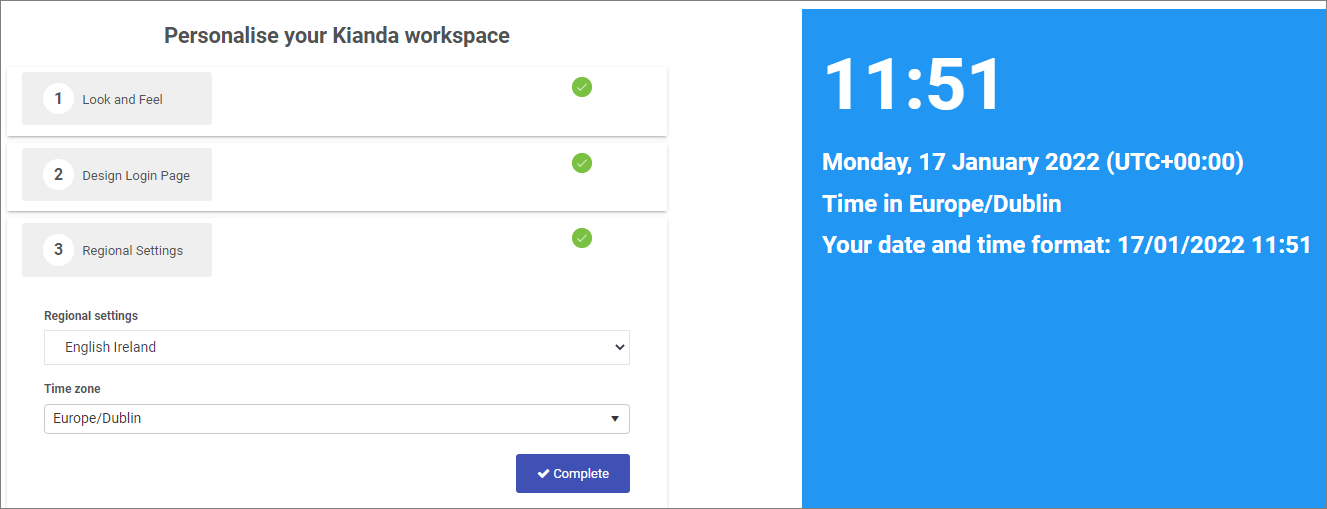 Personalise your Kianda workspace
1 Look and Feel
2 Design Login Page
3 Regional Settings
Regional settings
English Ireland
Time zone
Europe/Dublin
Complete
11:51
Monday, 17 January 2022 (UTC+00:00)
Time in Europe/Dublin
Your date and time format: 17/01/2022 11:51